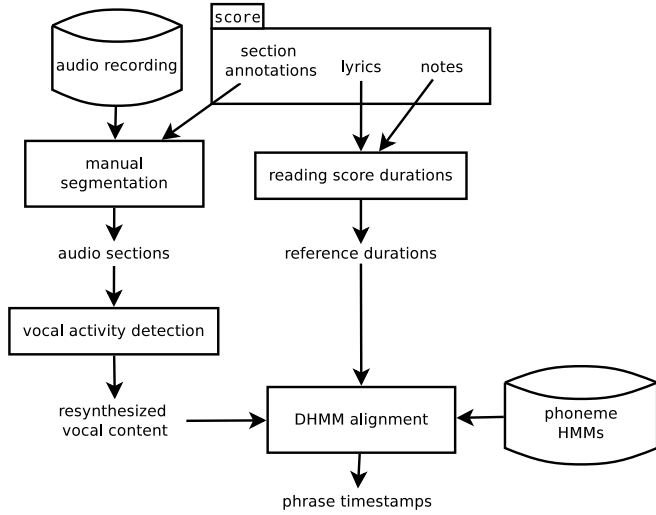 score
audio recording
section
annotations
lyrics
notes
manual
segmentation
reading score durations
audio sections
reference durations
vocal activity detection
resynthesized
vocal content
DHMM alignment
phoneme
HMMs
phrase timestamps